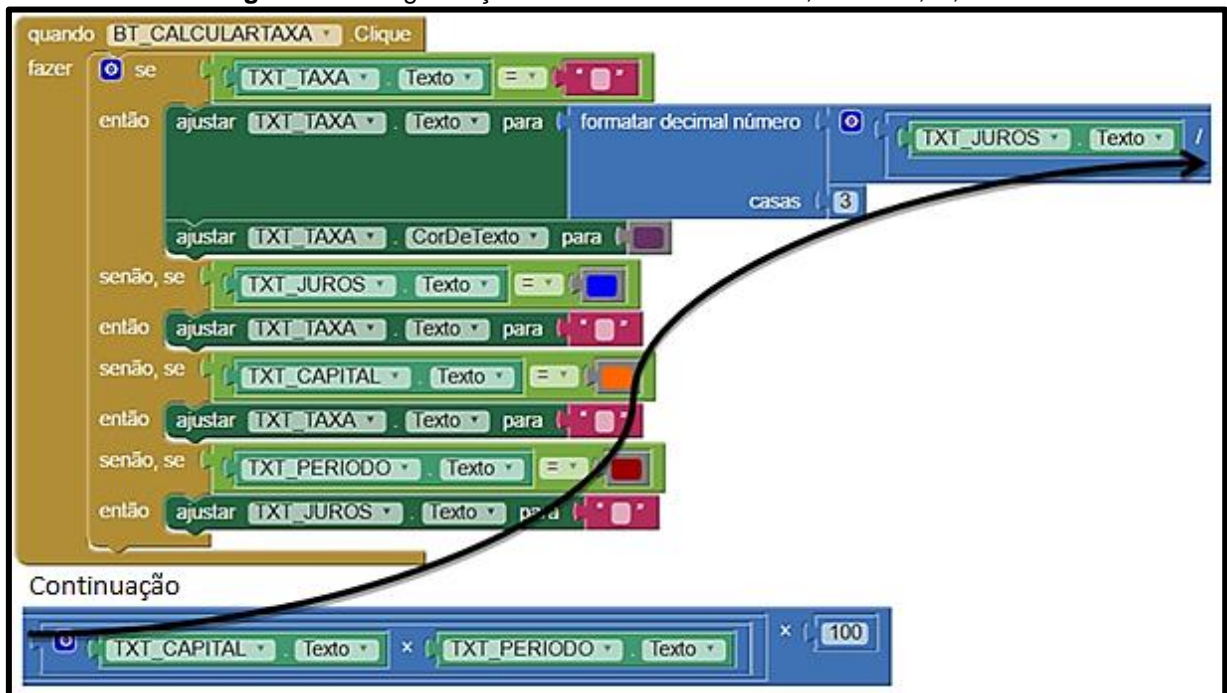 quando BT_CALCULARTAXA .Clique
fazer se TXT_TAXA . Texto = " "
então ajustar TXT_TAXA . Texto para formatar decimal número TXT_JUROS . Texto /
casas 3
ajustar TXT_TAXA . CorDeTexto para
senão, se TXT_JUROS . Texto =
então ajustar TXT_TAXA . Texto para " "
senão, se TXT_CAPITAL . Texto =
então ajustar TXT_TAXA . Texto para " "
senão, se TXT_PERIODO . Texto =
então ajustar TXT_JUROS . Texto para " "
Continuação
TXT_CAPITAL . Texto × TXT_PERIODO . Texto × 100